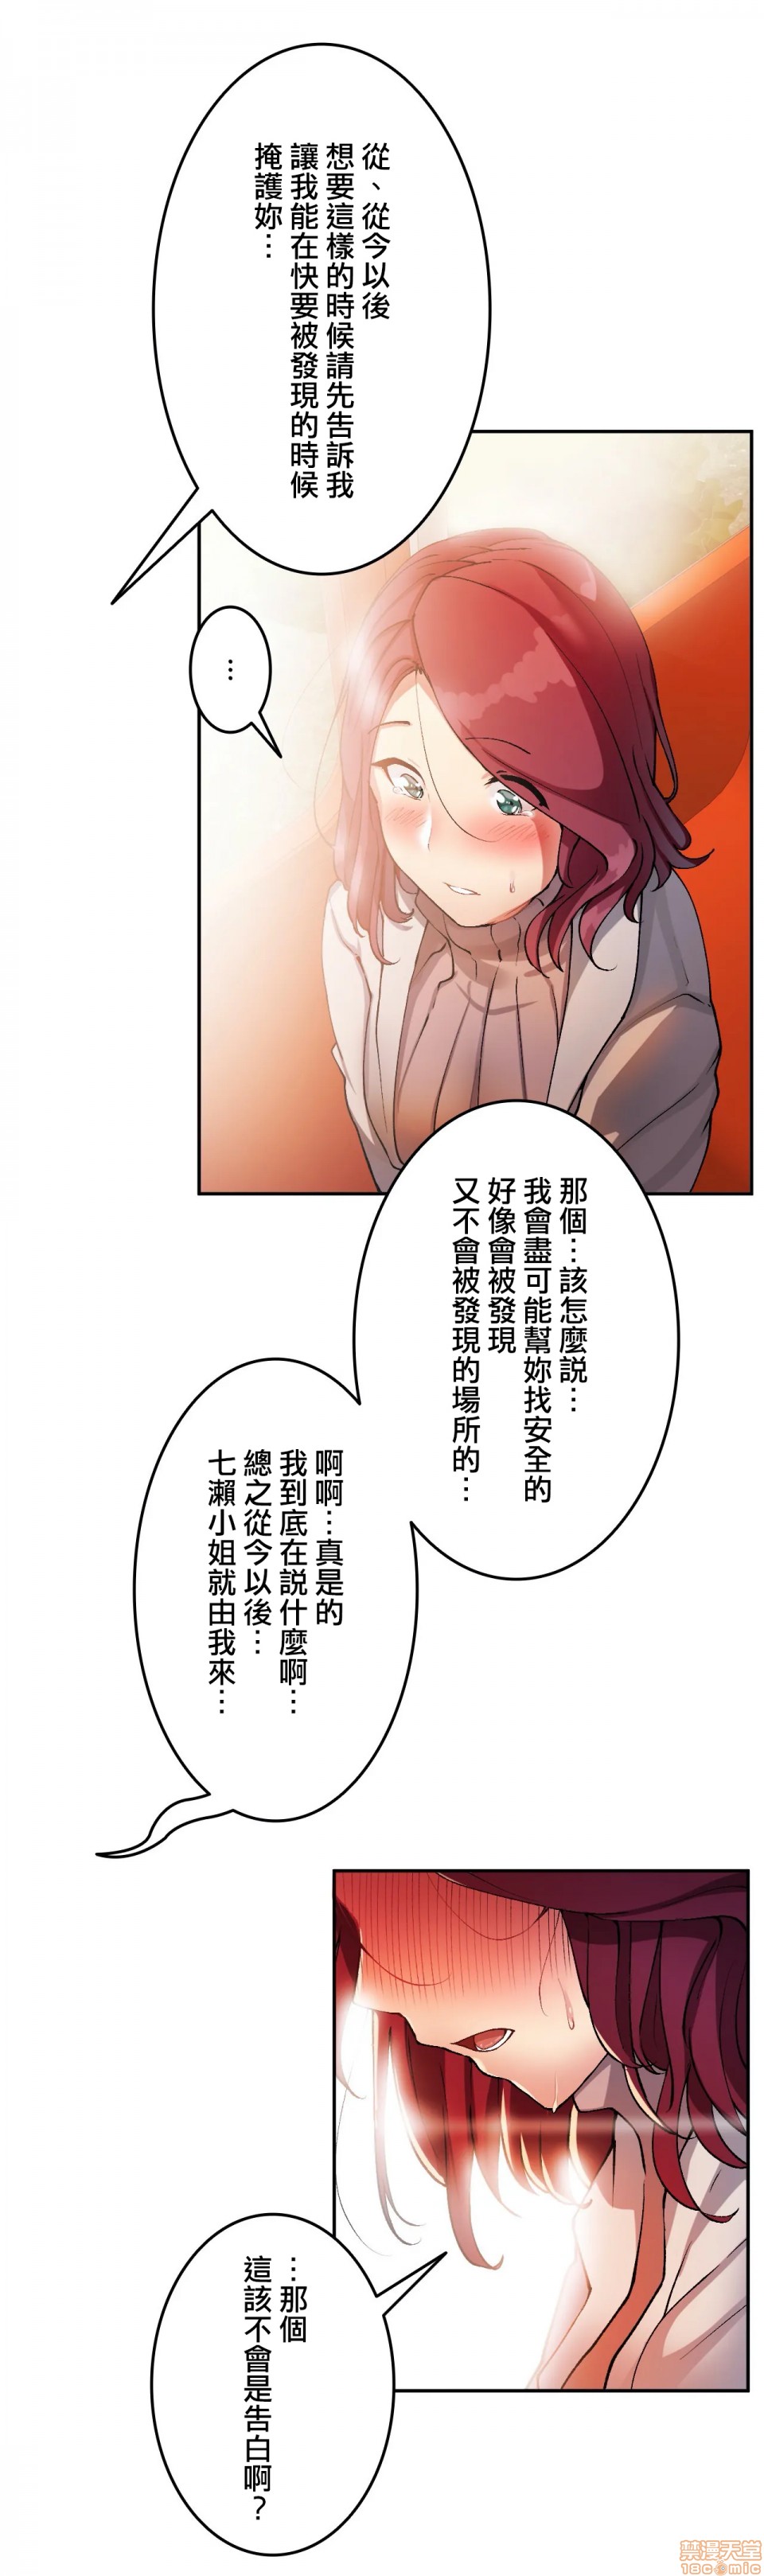 從、從今以後
想要這樣的時候請先告訴我
讓我能在快要被發現的時候
掩護妳…
…
那個…該怎麼說…
我會盡可能幫妳找安全的
好像會被發現
又不會被發現的場所的…
啊啊…真是的
我到底在説什麼啊…
總之從今以後…
七瀨小姐就由我來…
…那個
這該不會是告白啊？
禁漫天堂
18comic